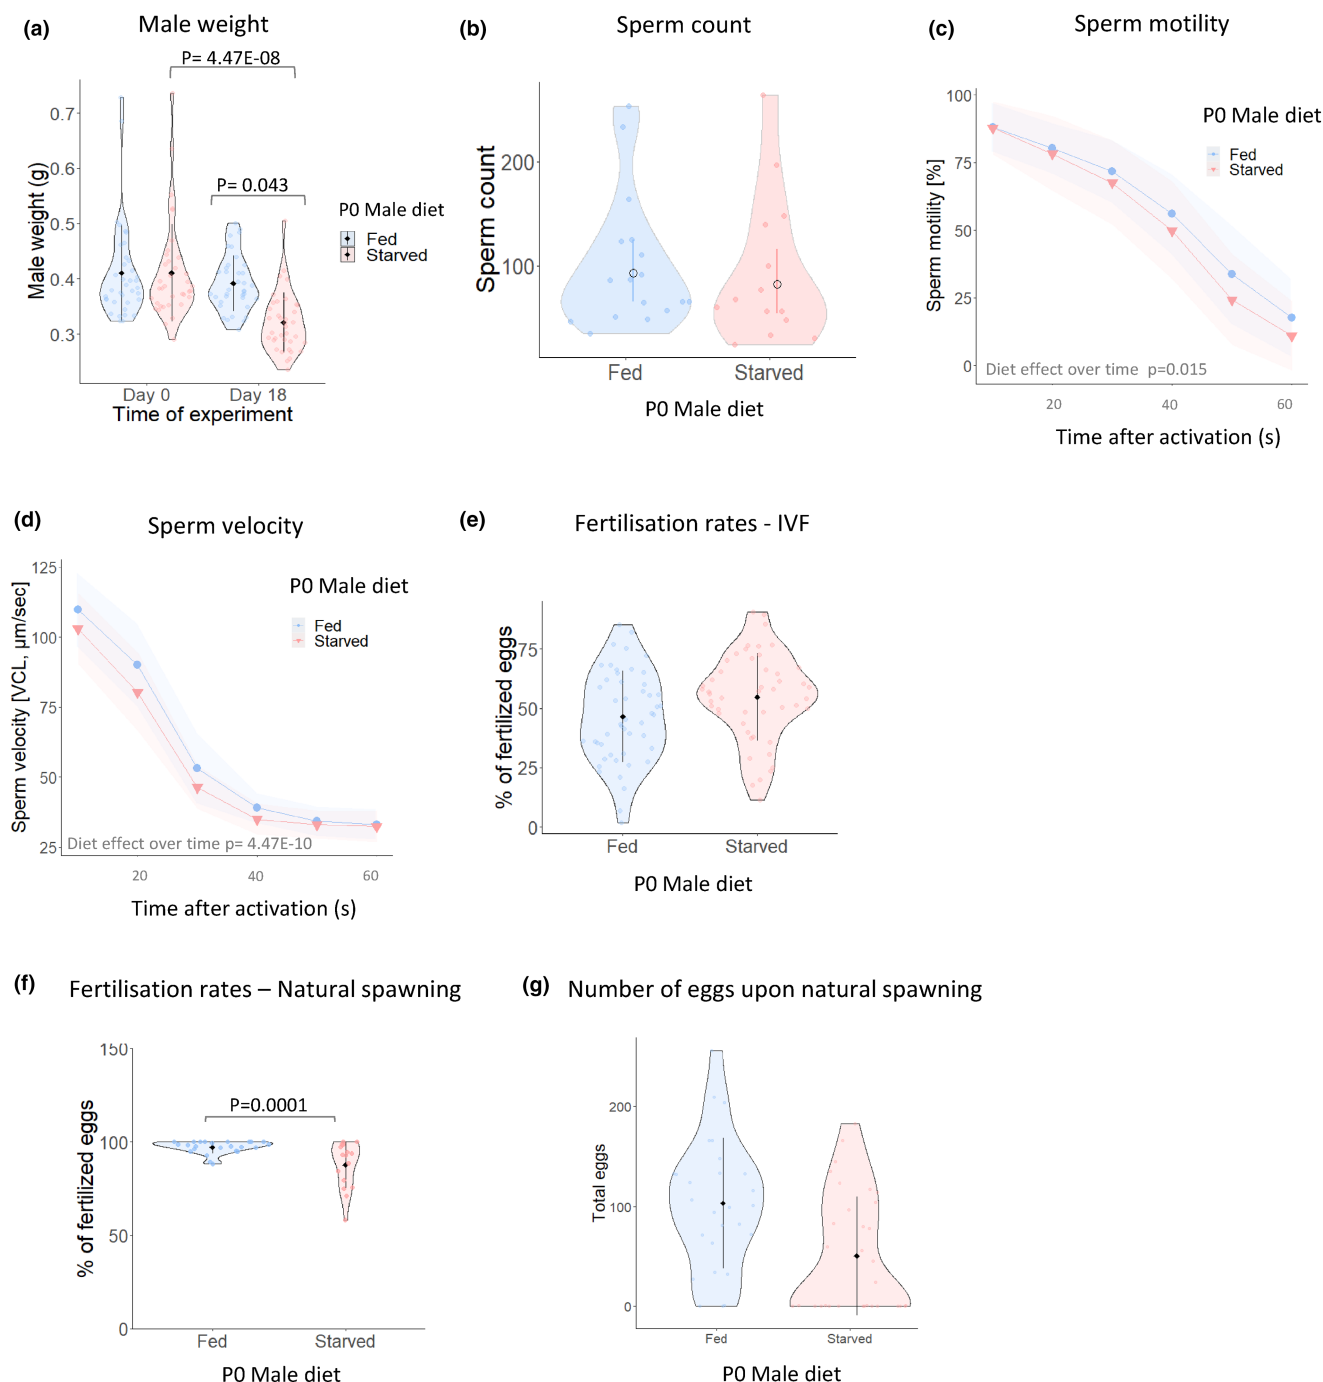 (a)
Male weight
P= 4.47E-08
0.7
0.6
0.5
0.4
0.3
Male weight (g)
P= 0.043
P0 Male diet
Fed
Starved
Day 0
Day 18
Time of experiment
(b)
Sperm count
200
100
Sperm count
Fed
Starved
P0 Male diet
(c)
Sperm motility
100
75
50
25
0
Sperm motility [%]
P0 Male diet
Fed
Starved
Diet effect over time p=0.015
20
40
60
Time after activation (s)
(d)
Sperm velocity
125
100
75
50
25
Sperm velocity [VCL, µm/sec]
P0 Male diet
Fed
Starved
Diet effect over time p= 4.47E-10
20
40
60
Time after activation (s)
(e)
Fertilisation rates - IVF
75
50
25
0
% of fertilized eggs
Fed
Starved
P0 Male diet
(f)
Fertilisation rates – Natural spawning
150
100
50
0
% of fertilized eggs
P=0.0001
Fed
Starved
P0 Male diet
(g)
Number of eggs upon natural spawning
200
100
0
Total eggs
Fed
Starved
P0 Male diet